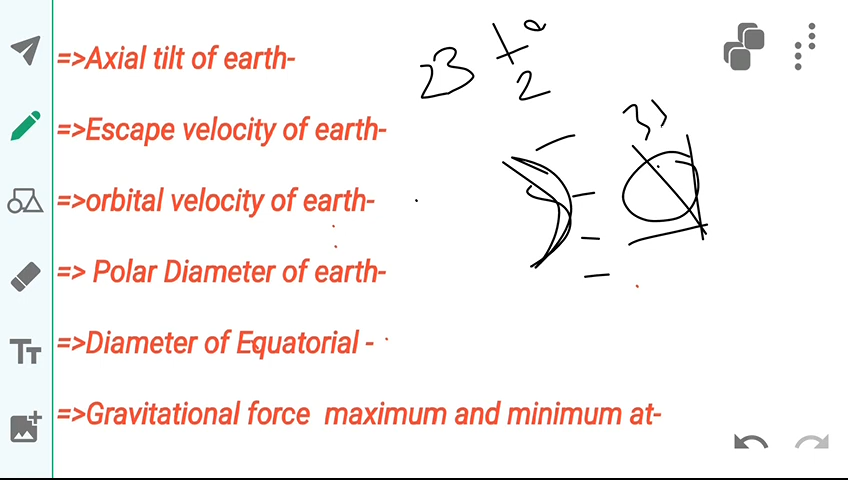 =>Axial tilt of earth-
23 1/2°
=>Escape velocity of earth-
=>orbital velocity of earth-
=> Polar Diameter of earth-
=>Diameter of Equatorial -
=>Gravitational force maximum and minimum at-
TT